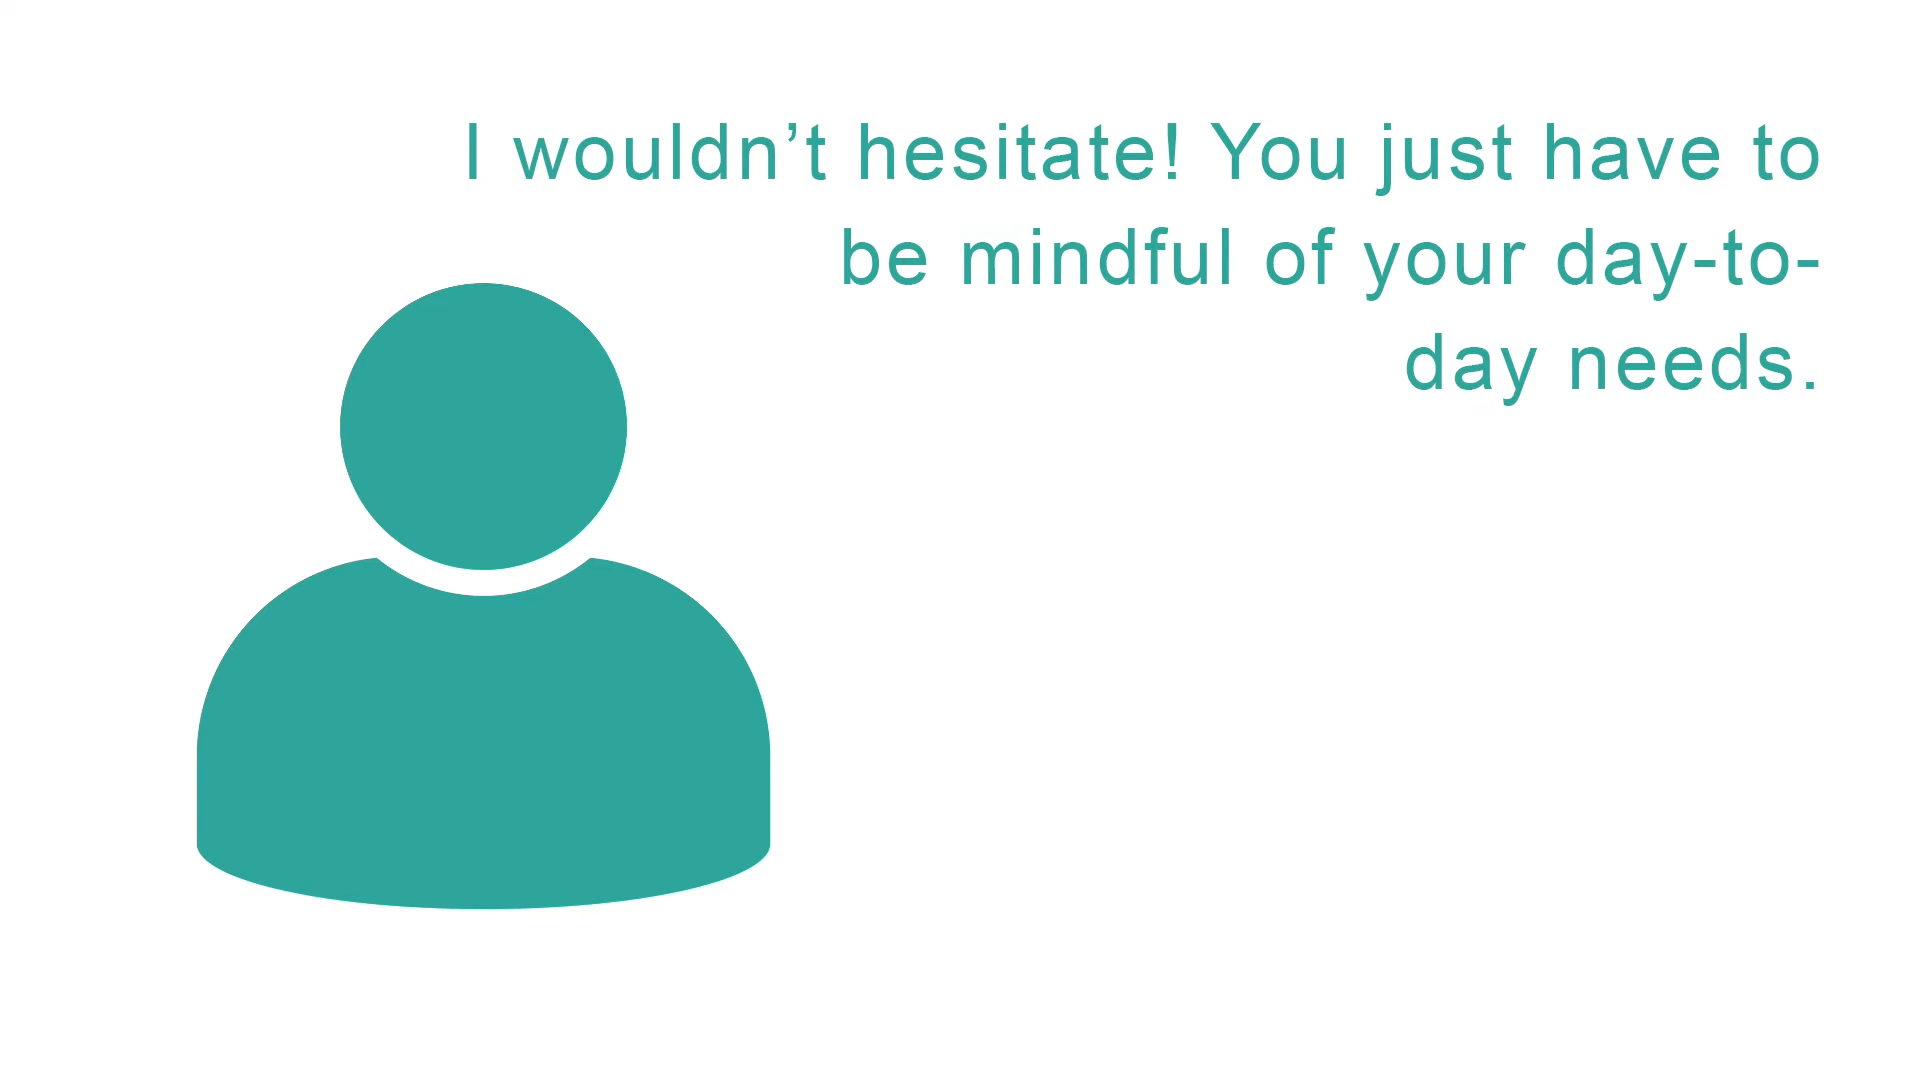 I wouldn’t hesitate! You just have to
be mindful of your day-to-
day needs.